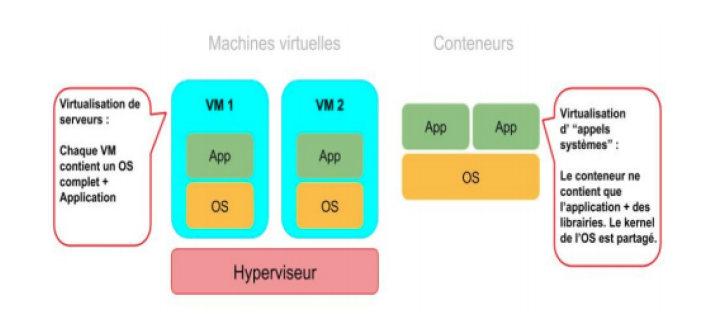 Machines virtuelles
Conteneurs
Virtualisation de
serveurs :
Chaque VM
contient un OS
complet +
Application
VM 1
App
OS
VM 2
App
OS
Hyperviseur
App
App
OS
Virtualisation
d' “appels
systèmes” :
Le conteneur ne
contient que
l'application + des
librairies. Le kernel
de l'OS est partagé.